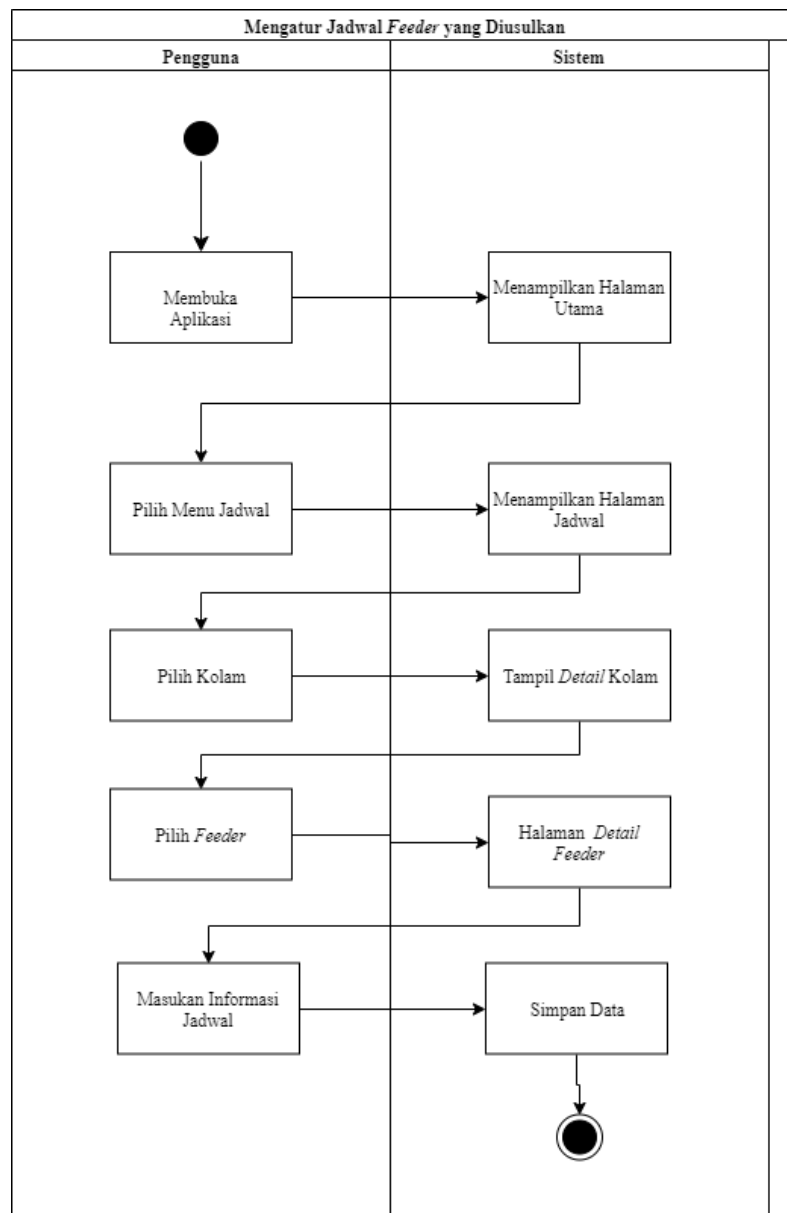 Mengatur Jadwal Feeder yang Diusulkan
Pengguna
Sistem
Membuka
Aplikasi
Menampilkan Halaman
Utama
Pilih Menu Jadwal
Menampilkan Halaman
Jadwal
Pilih Kolam
Tampil Detail Kolam
Pilih Feeder
Halaman Detail
Feeder
Masukan Informasi
Jadwal
Simpan Data